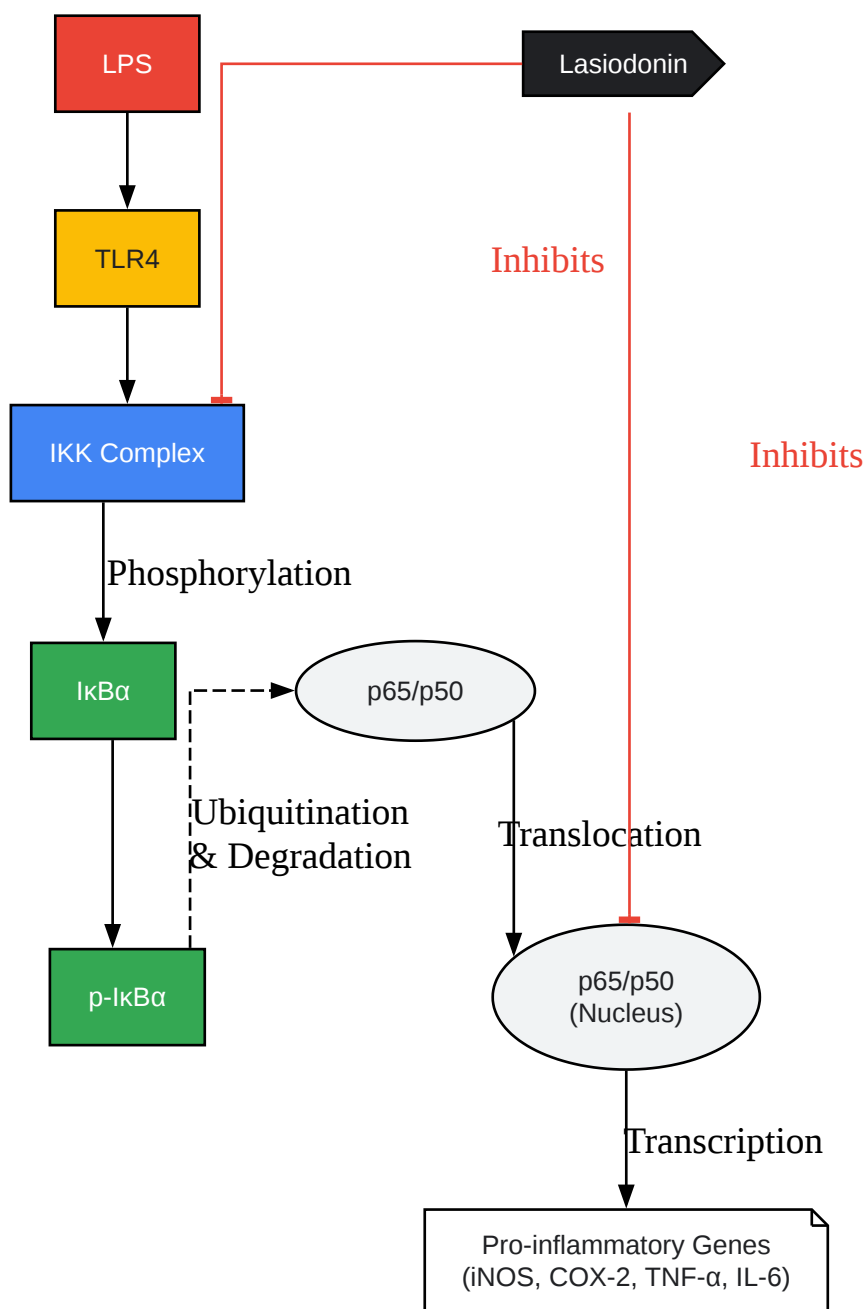 LPS
Lasiodonin
TLR4
Inhibits
IKK Complex
Inhibits
Phosphorylation
IκBα
p65/p50
Ubiquitination
& Degradation
Translocation
p-IκBα
p65/p50
(Nucleus)
Transcription
Pro-inflammatory Genes
(iNOS, COX-2, TNF-α, IL-6)